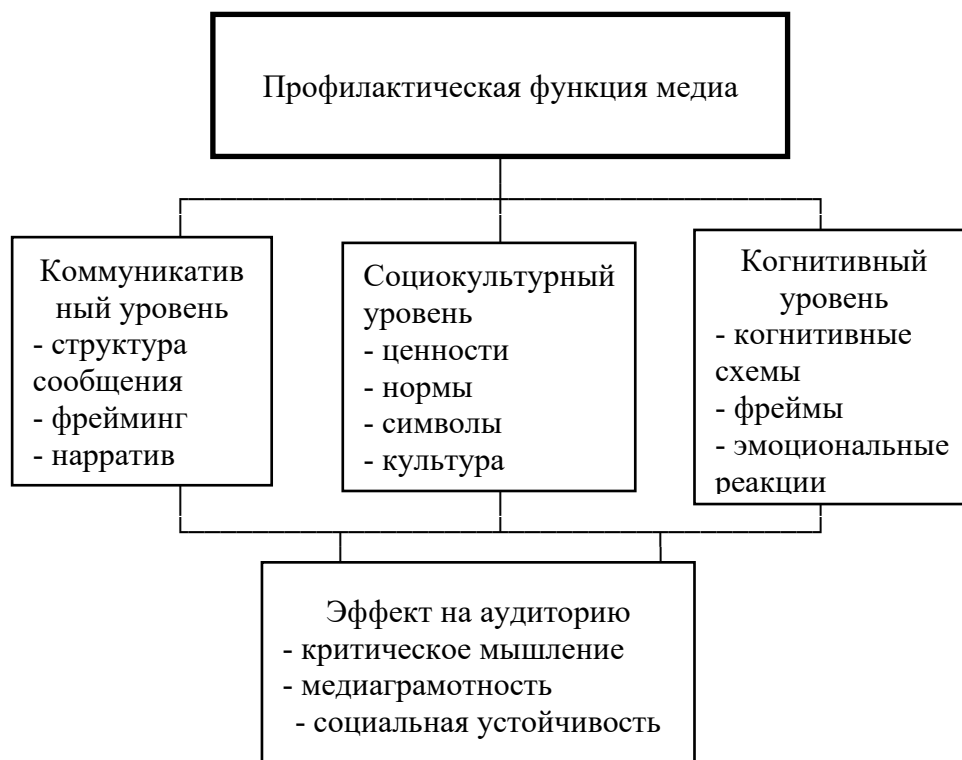 Профилактическая функция медиа
Коммуникатив
ный уровень
- структура
сообщения
- фрейминг
- нарратив
Социокультурный
уровень
- ценности
- нормы
- символы
- культура
Когнитивный
уровень
- когнитивные
схемы
- фреймы
- эмоциональные
реакции
Эффект на аудиторию
- критическое мышление
- медиаграмотность
- социальная устойчивость